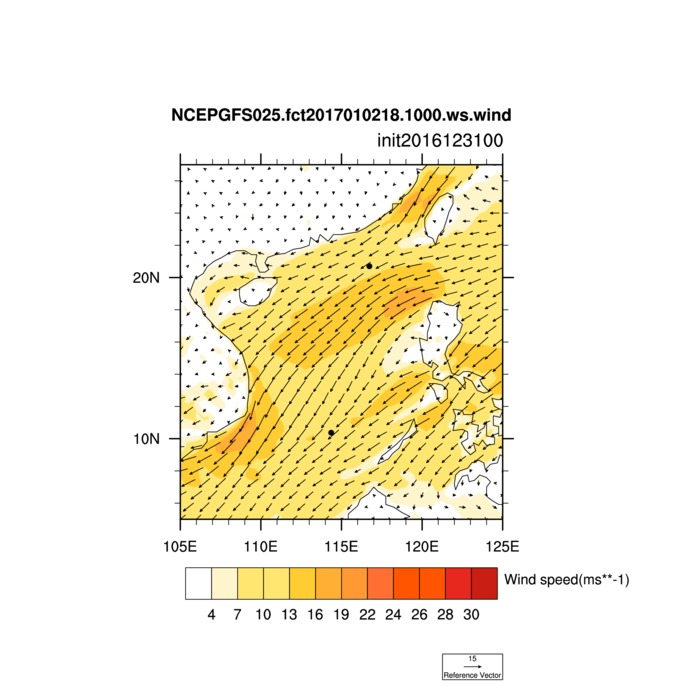 NCEPGFS025.fct2017010218.1000.ws.wind
init2016123100
20N
10N
105E 110E 115E 120E 125E
Wind speed(ms**-1)
4 7 10 13 16 19 22 24 26 28 30
15
Reference Vector